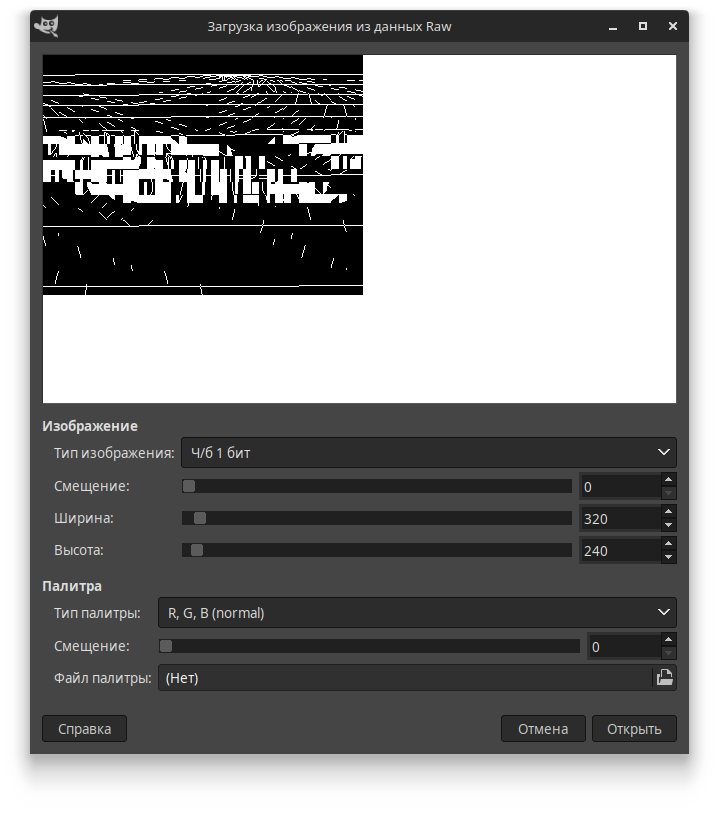 Загрузка изображения из данных Raw
Изображение
Тип изображения: Ч/б 1 бит
Смещение: 0
Ширина: 320
Высота: 240
Палитра
Тип палитры: R, G, B (normal)
Смещение: 0
Файл палитры: (Нет)
Справка Отмена Открыть